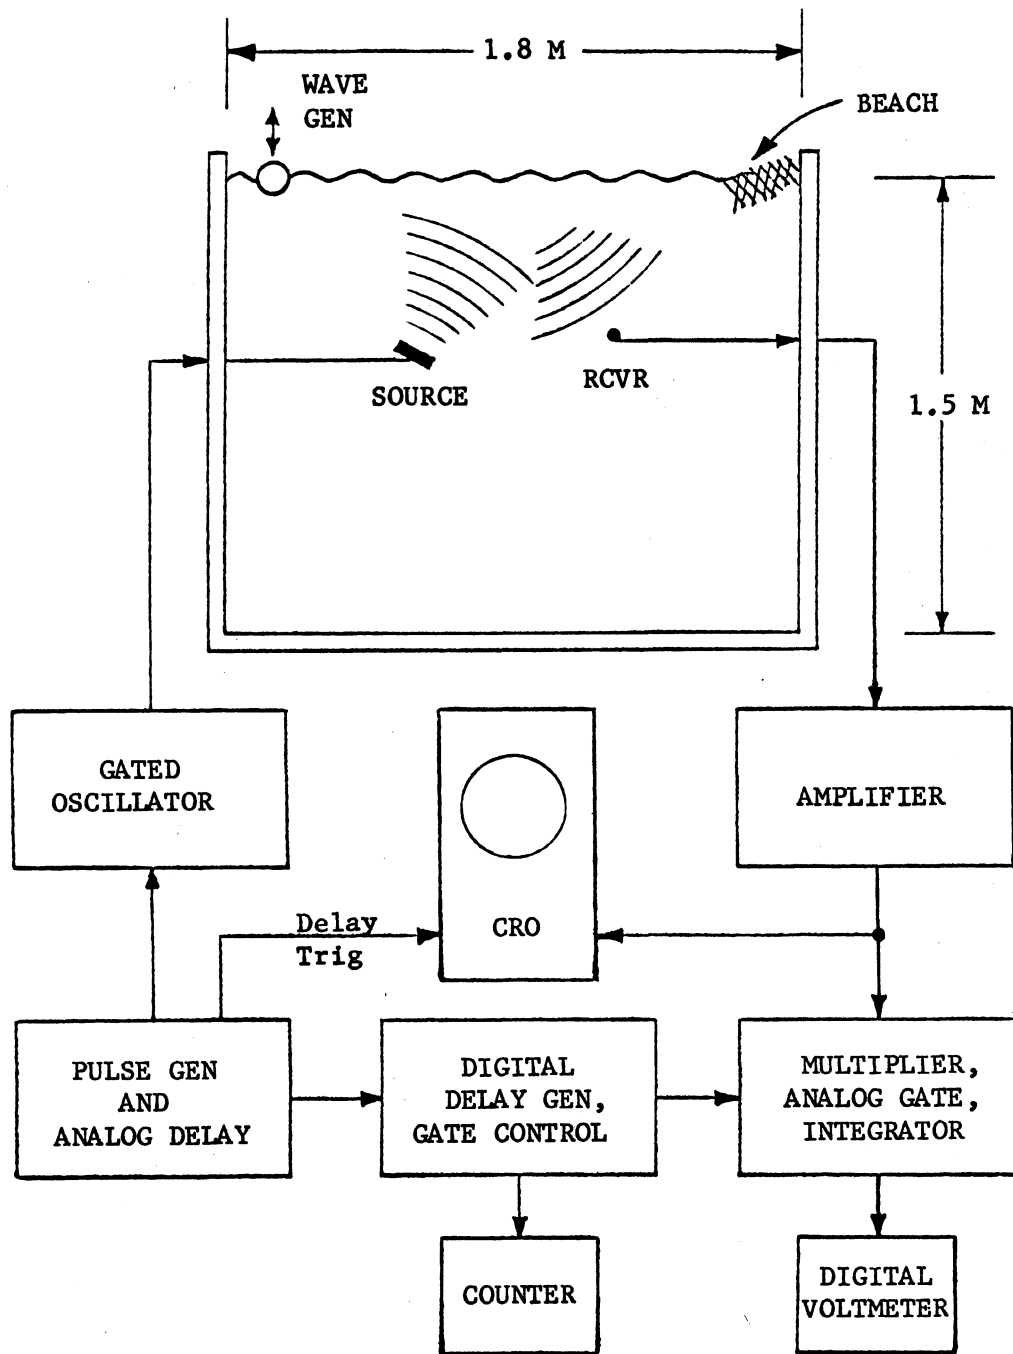 1.8 M
WAVE
GEN
BEACH
SOURCE
RCVR
1.5 M
GATED
OSCILLATOR
AMPLIFIER
CRO
Delay
Trig
PULSE GEN
AND
ANALOG DELAY
DIGITAL
DELAY GEN,
GATE CONTROL
MULTIPLIER,
ANALOG GATE,
INTEGRATOR
COUNTER
DIGITAL
VOLTMETER